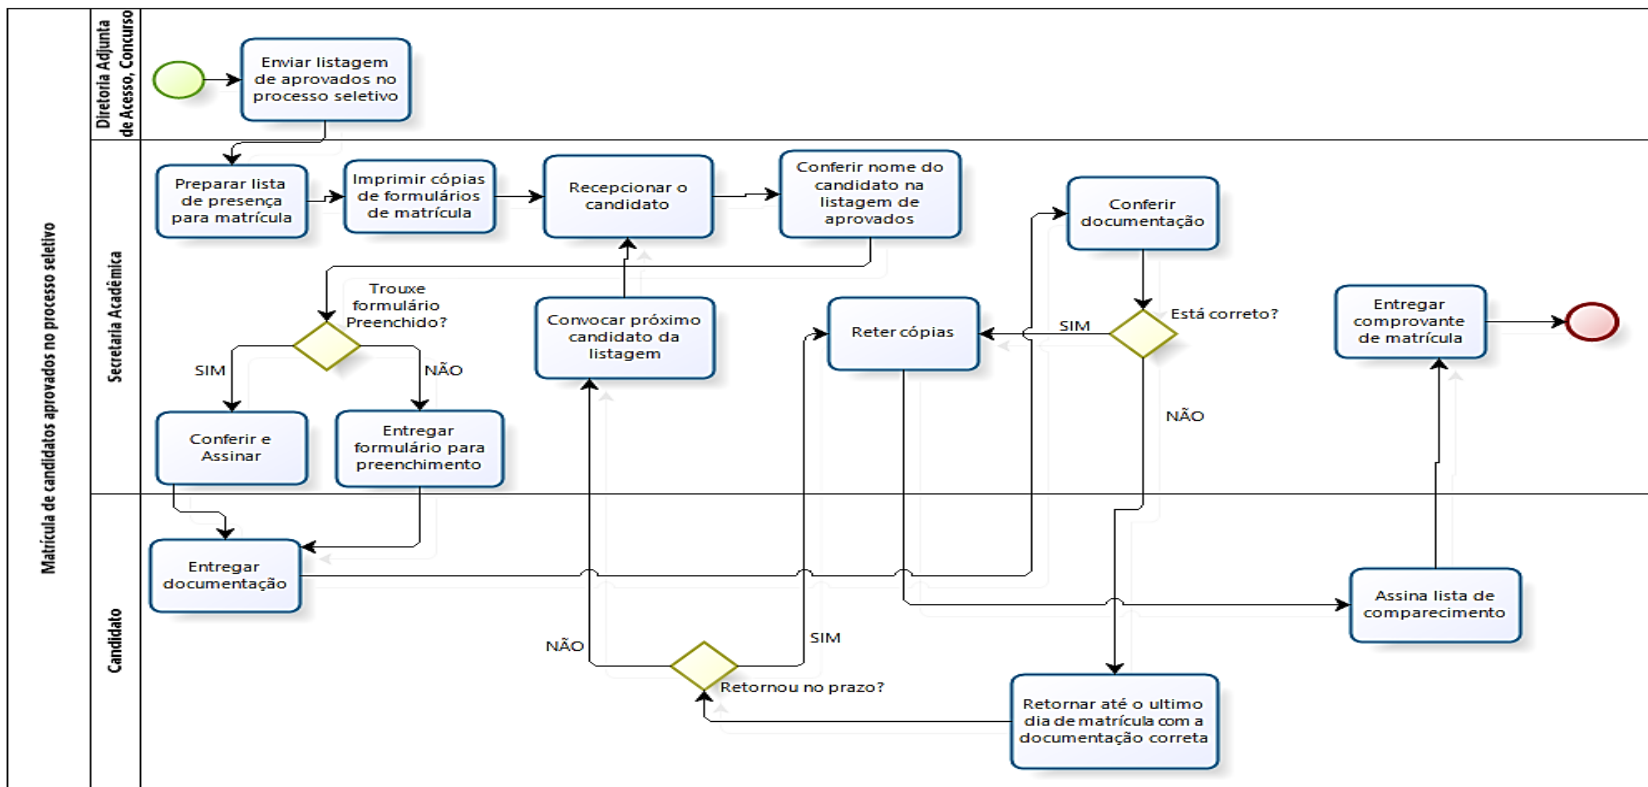 Matrícula de candidatos aprovados no processo seletivo
Diretoria Adjunta
de Acesso, Concurso
Enviar listagem
de aprovados no
processo seletivo
Secretaria Acadêmica
Preparar lista
de presença
para matrícula
Imprimir cópias
de formulários
de matrícula
Recepcionar o
candidato
Conferir nome do
candidato na
listagem de
aprovados
Conferir
documentação
Trouxe
formulário
Preenchido?
SIM
NÃO
Convocar próximo
candidato da
listagem
Reter cópias
SIM
Está correto?
NÃO
Entregar
comprovante
de matrícula
Conferir e
Assinar
Entregar
formulário para
preenchimento
Candidato
Entregar
documentação
NÃO
SIM
Retornou no prazo?
Retornar até o ultimo
dia de matrícula com a
documentação correta
Assina lista de
comparecimento